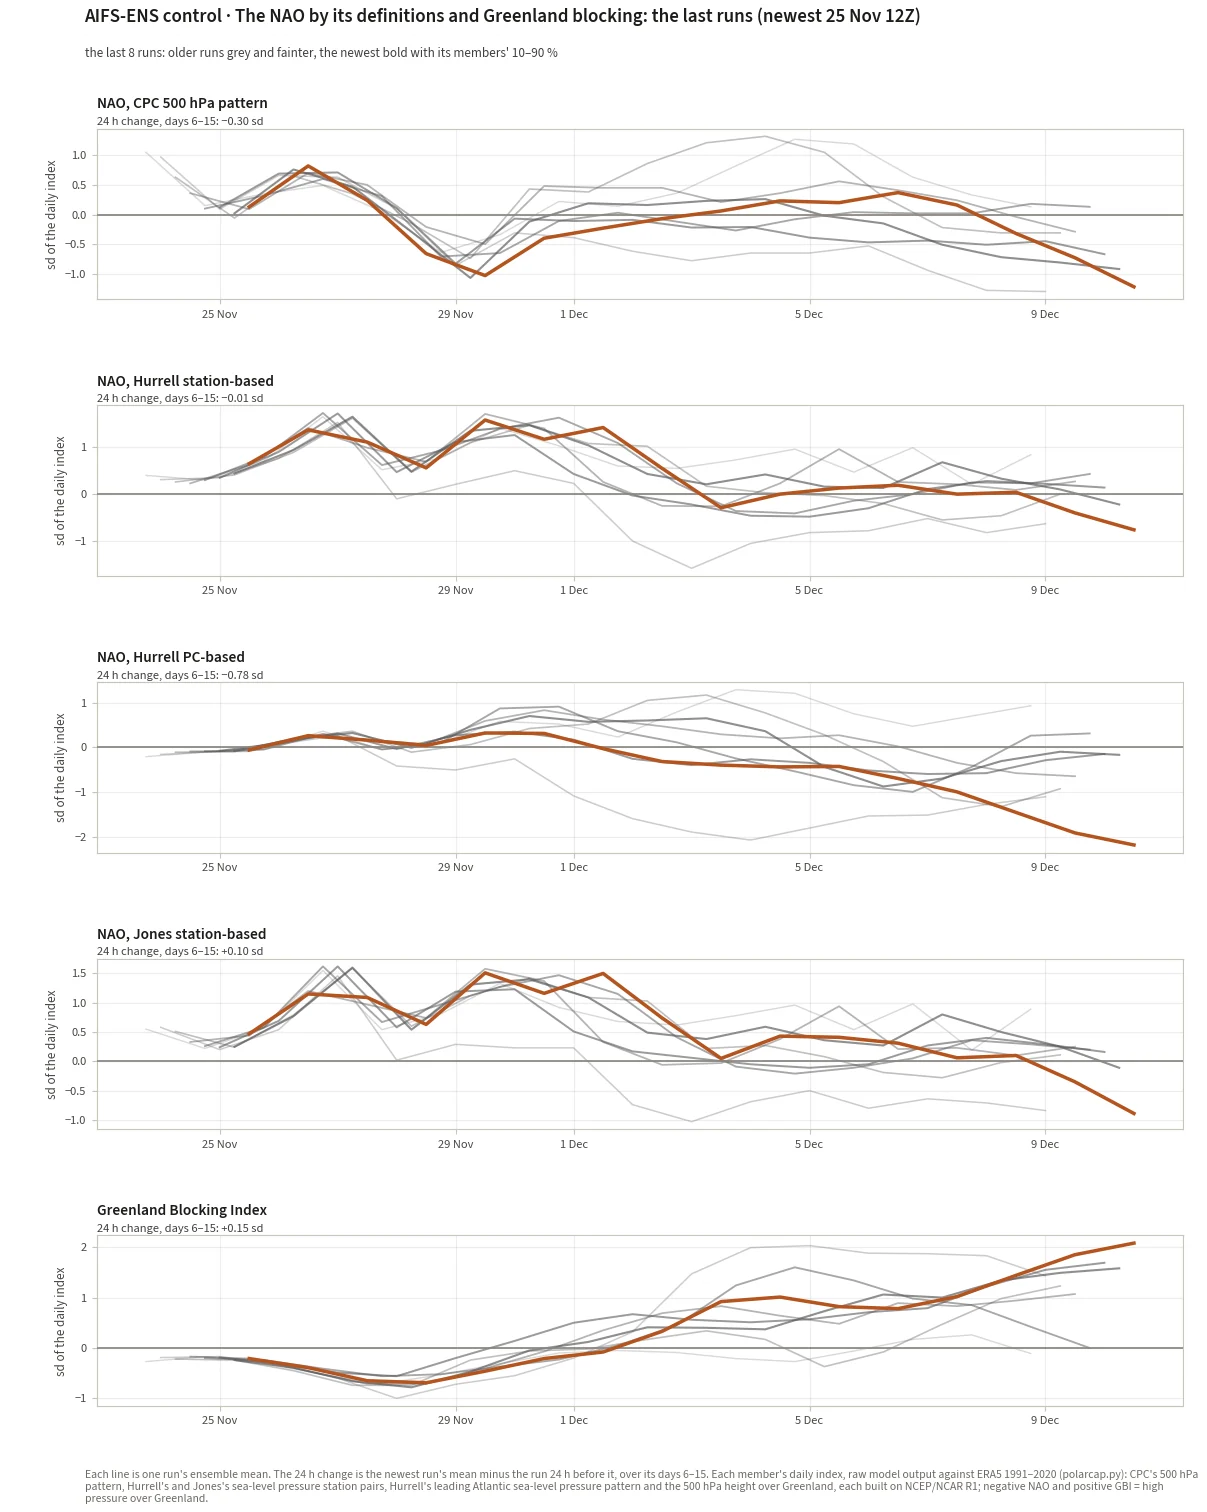 AIFS-ENS control · The NAO by its definitions and Greenland blocking: the last runs (newest 25 Nov 12Z)
the last 8 runs: older runs grey and fainter, the newest bold with its members' 10–90 %
NAO, CPC 500 hPa pattern
24 h change, days 6–15: −0.30 sd
sd of the daily index
1.0
0.5
0.0
−0.5
−1.0
25 Nov
29 Nov
1 Dec
5 Dec
9 Dec
NAO, Hurrell station-based
24 h change, days 6–15: −0.01 sd
sd of the daily index
1
0
−1
25 Nov
29 Nov
1 Dec
5 Dec
9 Dec
NAO, Hurrell PC-based
24 h change, days 6–15: −0.78 sd
sd of the daily index
1
0
−1
−2
25 Nov
29 Nov
1 Dec
5 Dec
9 Dec
NAO, Jones station-based
24 h change, days 6–15: +0.10 sd
sd of the daily index
1.5
1.0
0.5
0.0
−0.5
−1.0
25 Nov
29 Nov
1 Dec
5 Dec
9 Dec
Greenland Blocking Index
24 h change, days 6–15: +0.15 sd
sd of the daily index
2
1
0
−1
25 Nov
29 Nov
1 Dec
5 Dec
9 Dec
Each line is one run's ensemble mean. The 24 h change is the newest run's mean minus the run 24 h before it, over its days 6–15. Each member's daily index, raw model output against ERA5 1991–2020 (polarcap.py): CPC's 500 hPa
pattern, Hurrell's and Jones's sea-level pressure station pairs, Hurrell's leading Atlantic sea-level pressure pattern and the 500 hPa height over Greenland, each built on NCEP/NCAR R1; negative NAO and positive GBI = high
pressure over Greenland.